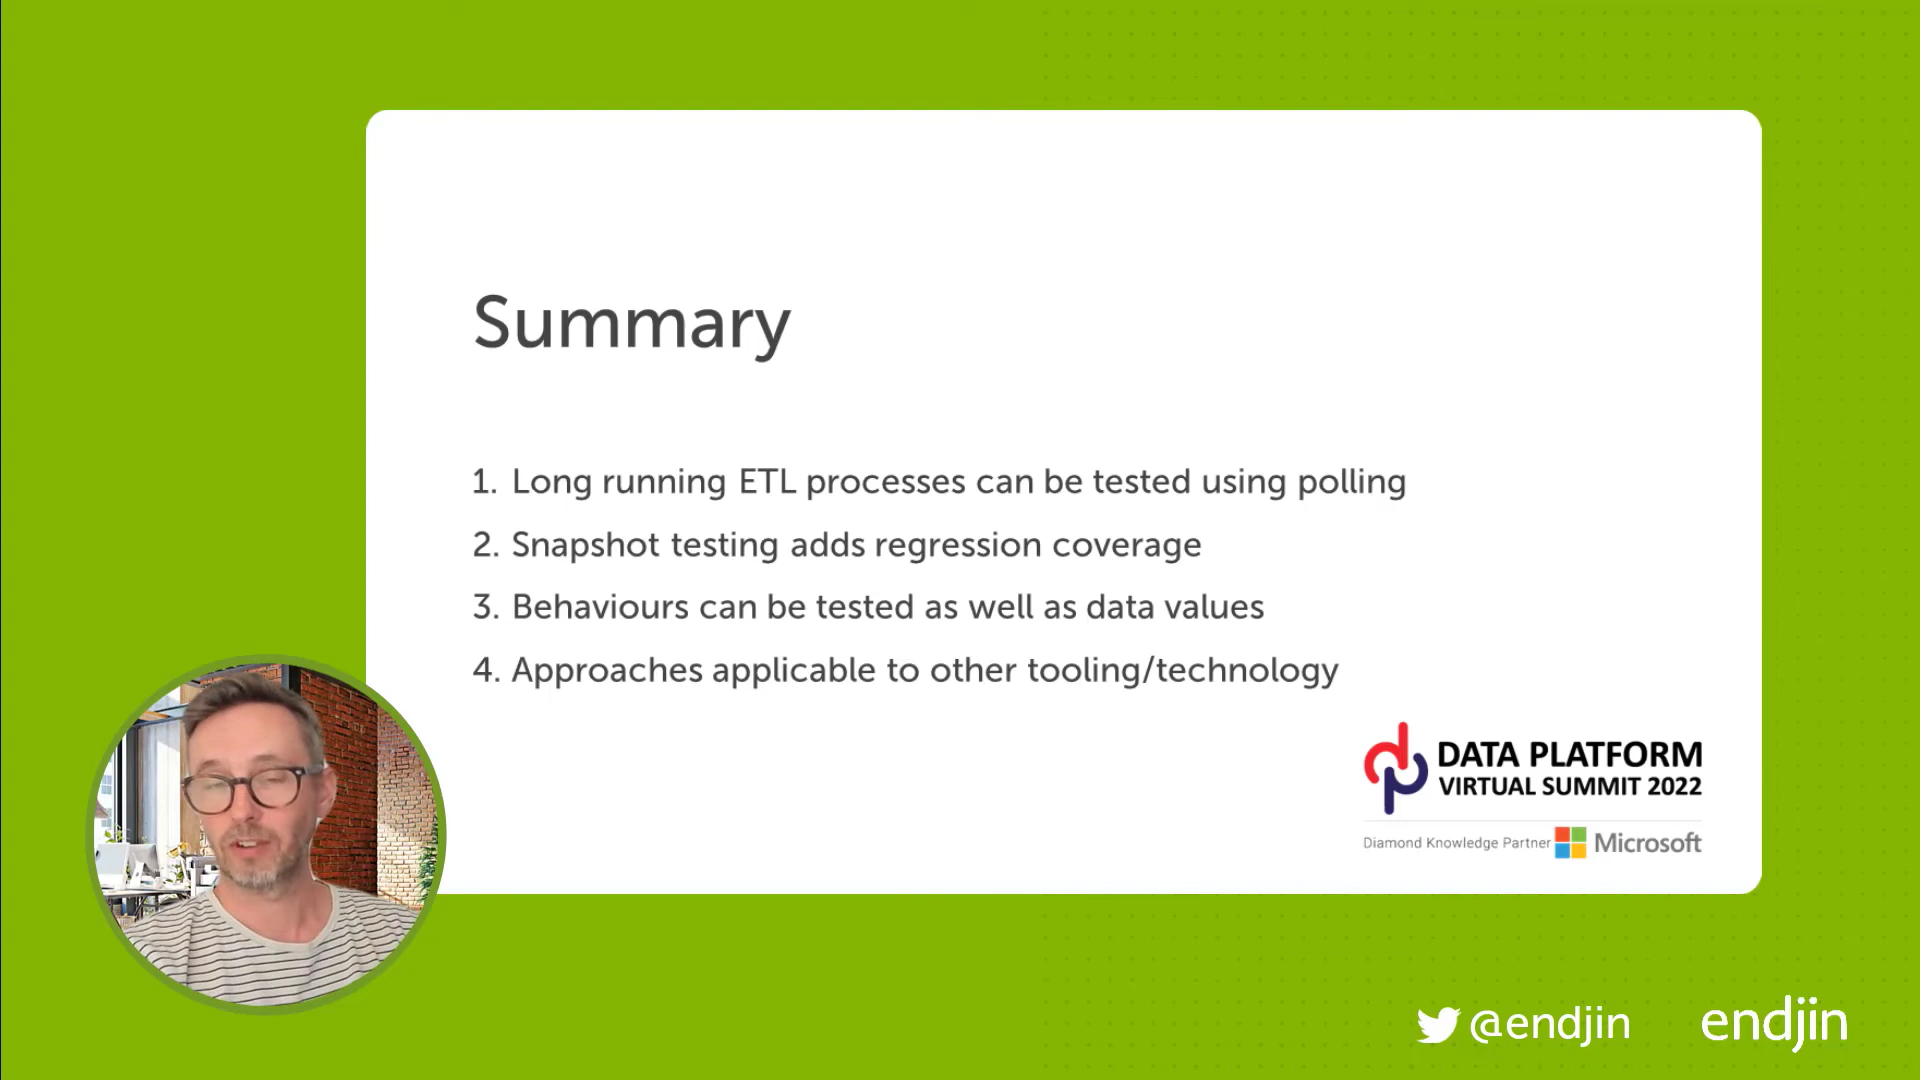 Summary
1. Long running ETL processes can be tested using polling
2. Snapshot testing adds regression coverage
3. Behaviours can be tested as well as data values
4. Approaches applicable to other tooling/technology
DATA PLATFORM
VIRTUAL SUMMIT 2022
Diamond Knowledge Partner Microsoft
@endjin endjin